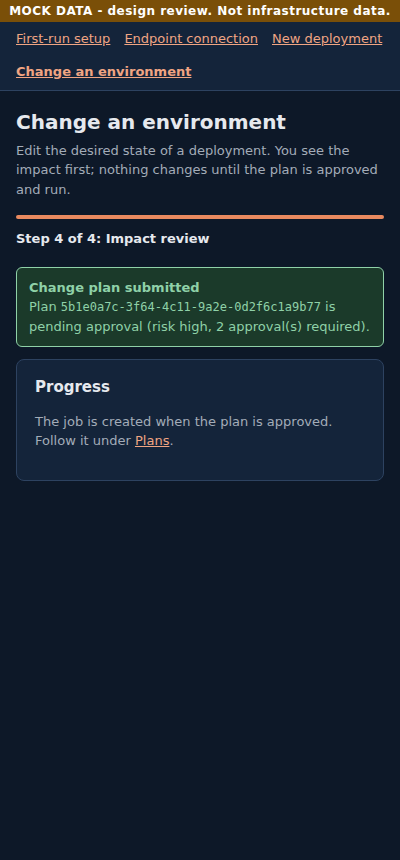 MOCK DATA - design review. Not infrastructure data.
First-run setup Endpoint connection New deployment
Change an environment
Change an environment
Edit the desired state of a deployment. You see the
impact first; nothing changes until the plan is approved
and run.
Step 4 of 4: Impact review
Change plan submitted
Plan 5b1e0a7c-3f64-4c11-9a2e-0d2f6c1a9b77 is
pending approval (risk high, 2 approval(s) required).
Progress
The job is created when the plan is approved.
Follow it under Plans.